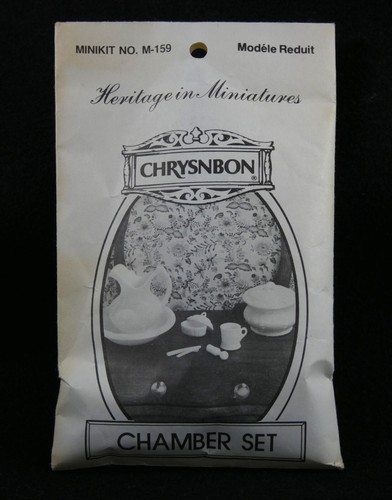 MINIKIT NO. M-159 Modéle Reduit
Heritage in Miniatures
CHRYSNBON®
CHAMBER SET